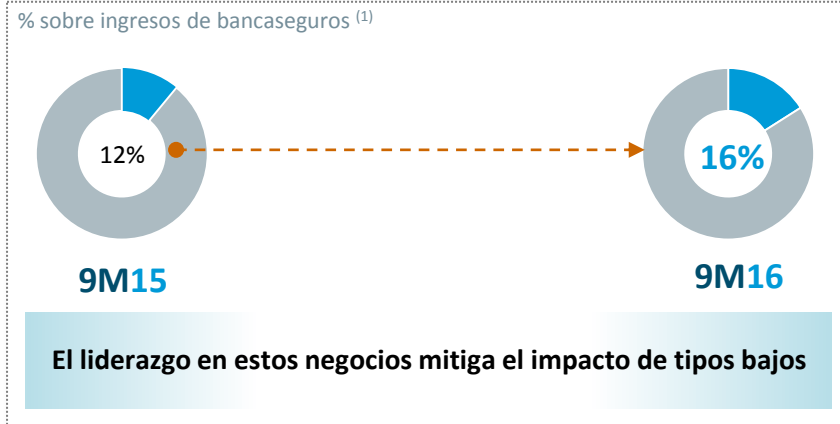 % sobre ingresos de bancaseguros (1)
12%
16%
9M15
9M16
El liderazgo en estos negocios mitiga el impacto de tipos bajos